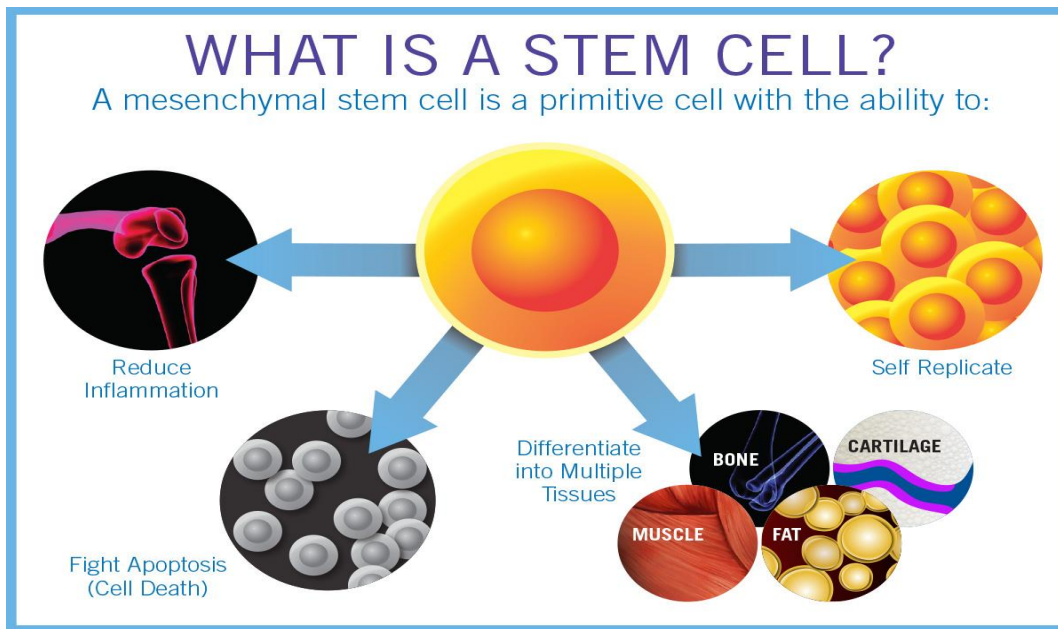 WHAT IS A STEM CELL?
A mesenchymal stem cell is a primitive cell with the ability to:
Reduce
Inflammation
Self Replicate
Fight Apoptosis
(Cell Death)
Differentiate
into Multiple
Tissues
BONE
CARTILAGE
MUSCLE
FAT